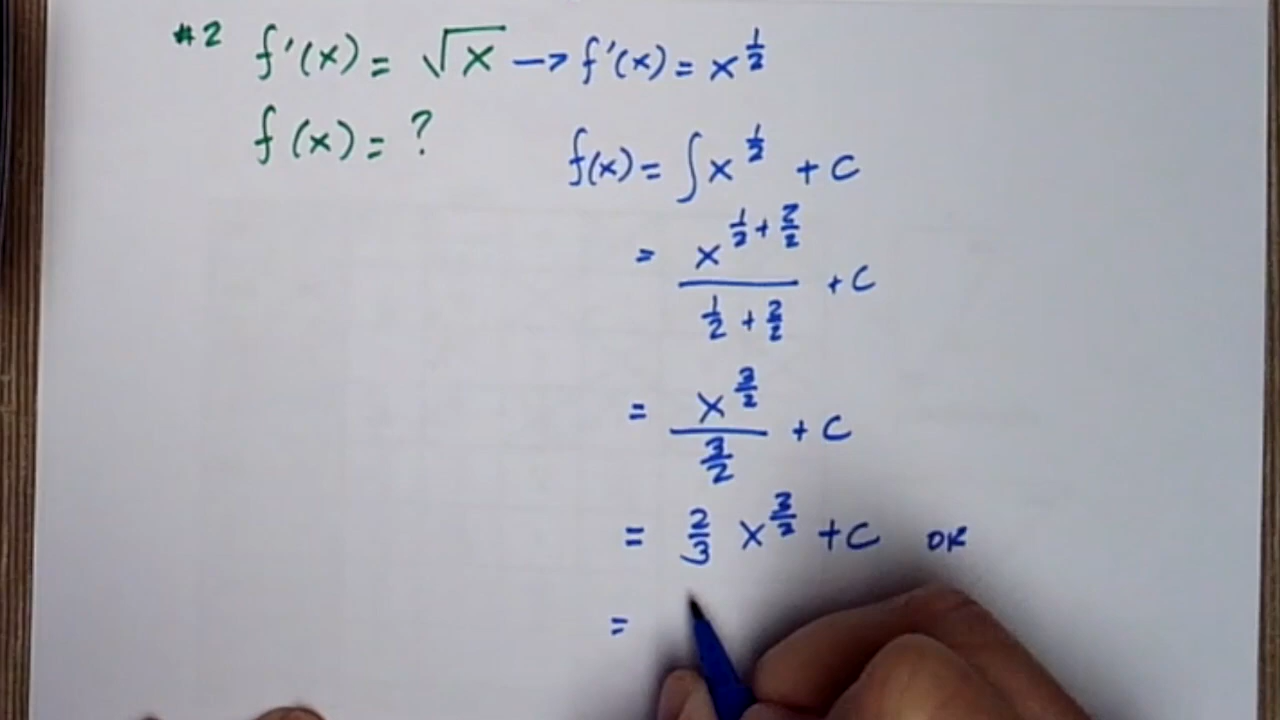 #2 f'(x) = √x → f'(x) = x^(1/2)
f(x) = ?
f(x) = ∫x^(1/2) + C
= x^(1/2 + 2/2) / (1/2 + 2/2) + C
= x^(3/2) / (3/2) + C
= 2/3 x^(3/2) + C OR
=